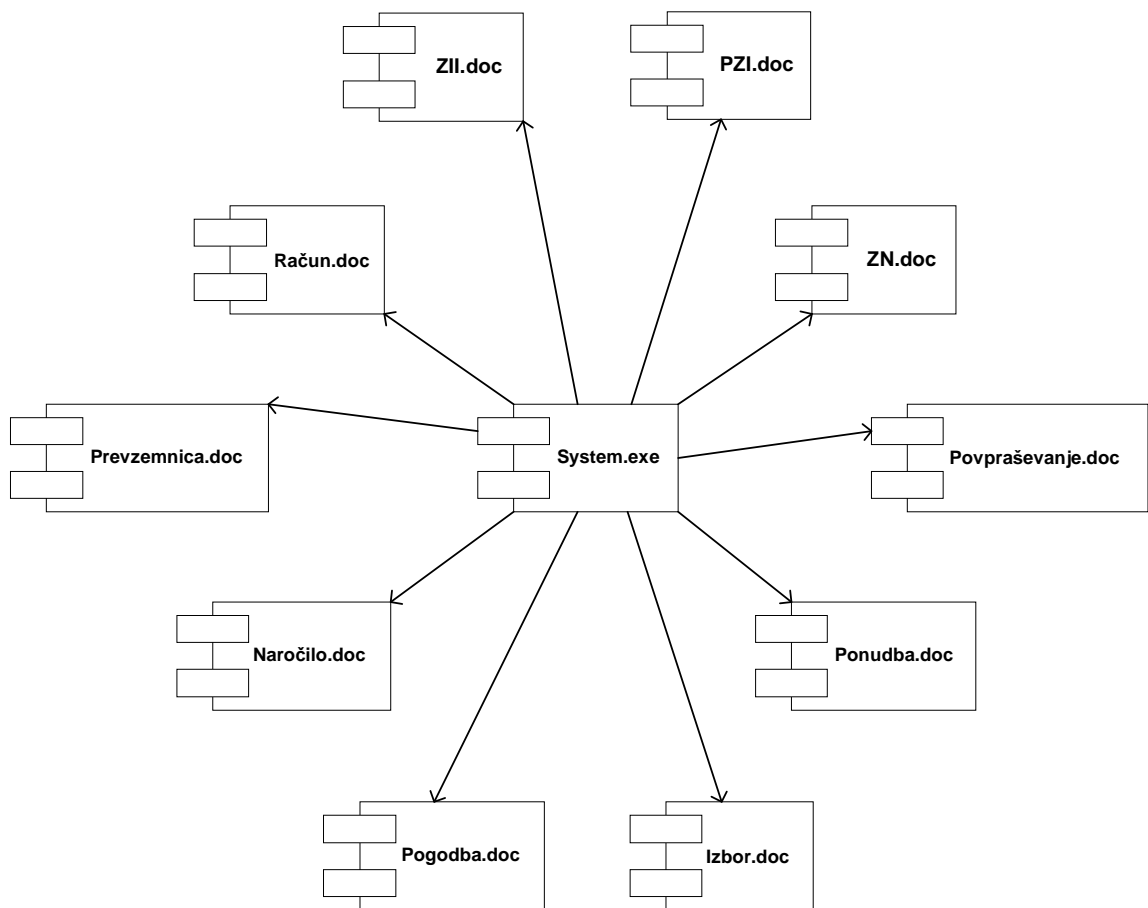 ZII.doc
PZI.doc
Račun.doc
ZN.doc
Prevzemnica.doc
System.exe
Povpraševanje.doc
Naročilo.doc
Ponudba.doc
Pogodba.doc
Izbor.doc